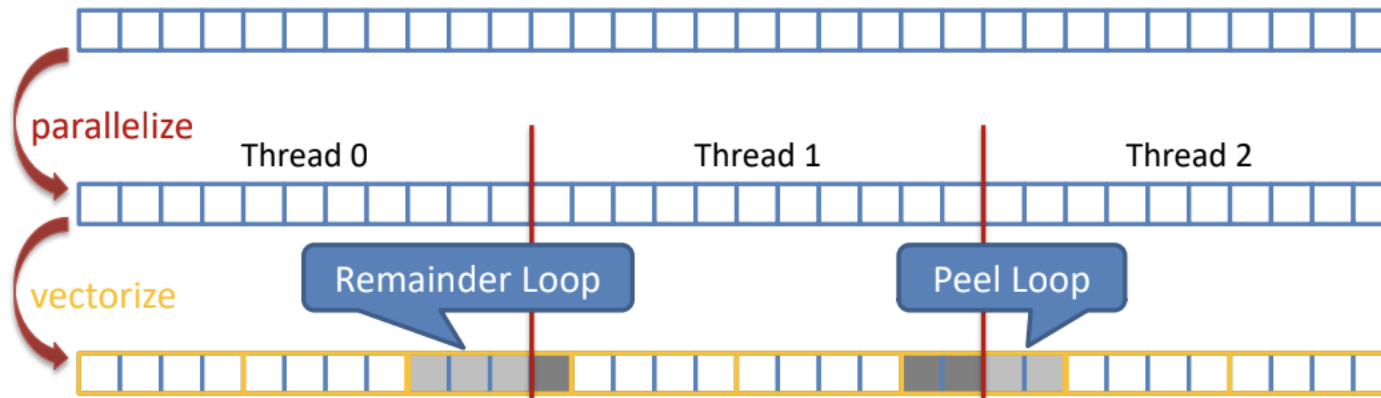 parallelize
Thread 0
Thread 1
Thread 2
Remainder Loop
Peel Loop
vectorize